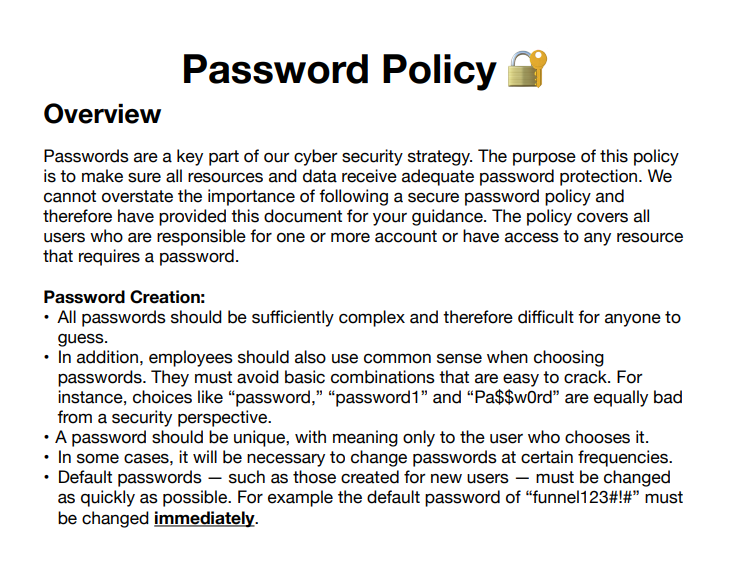 Password Policy 🔐
Overview
Passwords are a key part of our cyber security strategy. The purpose of this policy
is to make sure all resources and data receive adequate password protection. We
cannot overstate the importance of following a secure password policy and
therefore have provided this document for your guidance. The policy covers all
users who are responsible for one or more account or have access to any resource
that requires a password.
Password Creation:
• All passwords should be sufficiently complex and therefore difficult for anyone to
guess.
• In addition, employees should also use common sense when choosing
passwords. They must avoid basic combinations that are easy to crack. For
instance, choices like “password,” “password1” and “Pa$$w0rd” are equally bad
from a security perspective.
• A password should be unique, with meaning only to the user who chooses it.
• In some cases, it will be necessary to change passwords at certain frequencies.
• Default passwords — such as those created for new users — must be changed
as quickly as possible. For example the default password of “funnel123#!#” must
be changed immediately.